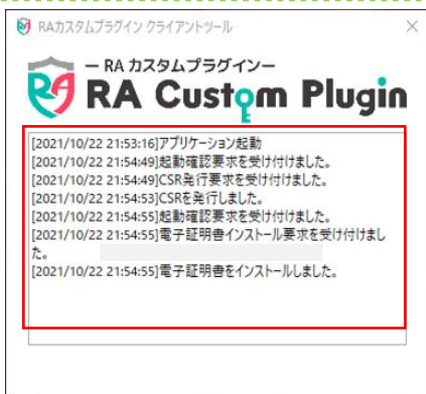 RAカスタムプラグイン クライアントツール
RA
― RA カスタムプラグイン―
RA Custom Plugin
[2021/10/22 21:53:16]アプリケーション起動
[2021/10/22 21:54:49]起動確認要求を受け付けました。
[2021/10/22 21:54:49]CSR発行要求を受け付けました。
[2021/10/22 21:54:53]CSRを発行しました。
[2021/10/22 21:54:55]起動確認要求を受け付けました。
[2021/10/22 21:54:55]電子証明書インストール要求を受け付けまし
た。
[2021/10/22 21:54:55]電子証明書をインストールしました。